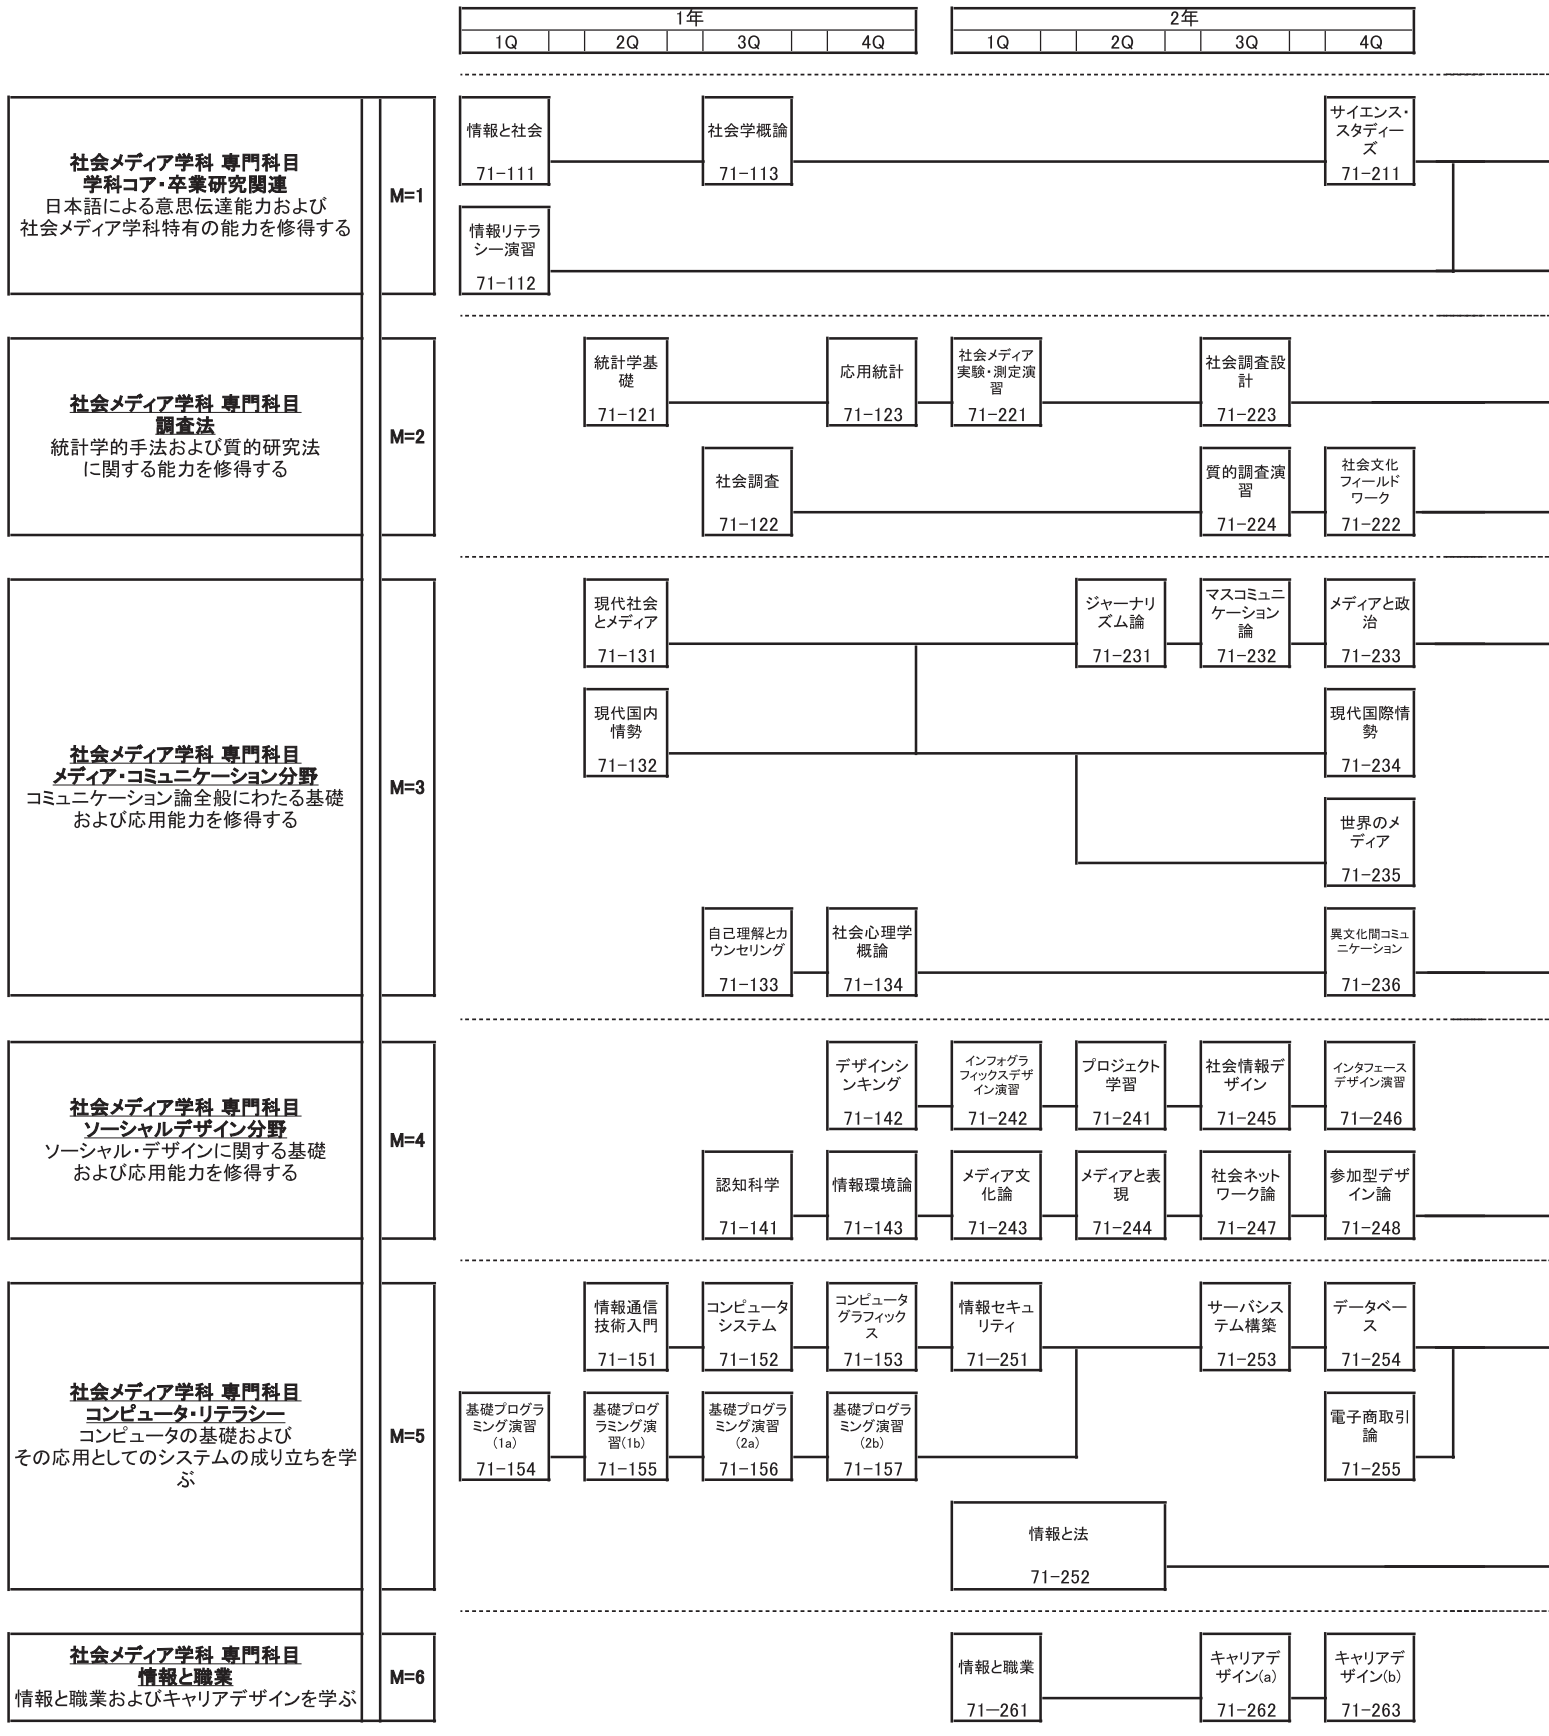 1年
2年
1Q
2Q
3Q
4Q
1Q
2Q
3Q
4Q
社会メディア学科 専門科目
学科コア・卒業研究関連
日本語による意思伝達能力および
社会メディア学科特有の能力を修得する
M=1
情報と社会
71-111
社会学概論
71-113
サイエンス・
スタディー
ズ
71-211
情報リテラ
シー演習
71-112
社会メディア学科 専門科目
調査法
統計学的手法および質的研究法
に関する能力を修得する
M=2
統計学基
礎
71-121
応用統計
71-123
社会メディア
実験・測定演
習
71-221
社会調査設
計
71-223
社会調査
71-122
質的調査演
習
71-224
社会文化
フィールド
ワーク
71-222
社会メディア学科 専門科目
メディア・コミュニケーション分野
コミュニケーション論全般にわたる基礎
および応用能力を修得する
M=3
現代社会
とメディア
71-131
ジャーナリ
ズム論
71-231
マスコミュニ
ケーション
論
71-232
メディアと政
治
71-233
現代国内
情勢
71-132
現代国際情
勢
71-234
世界のメ
ディア
71-235
自己理解とカ
ウンセリング
71-133
社会心理学
概論
71-134
異文化間コミュ
ニケーション
71-236
社会メディア学科 専門科目
ソーシャルデザイン分野
ソーシャル・デザインに関する基礎
および応用能力を修得する
M=4
デザインシ
ンキング
71-142
インフォグラ
フィックスデザ
イン演習
71-242
プロジェクト
学習
71-241
社会情報デ
ザイン
71-245
インタフェース
デザイン演習
71―246
認知科学
71-141
情報環境論
71-143
メディア文
化論
71-243
メディアと表
現
71-244
社会ネット
ワーク論
71-247
参加型デザ
イン論
71-248
社会メディア学科 専門科目
コンピュータ・リテラシー
コンピュータの基礎および
その応用としてのシステムの成り立ちを学
ぶ
M=5
情報通信
技術入門
71-151
コンピュータ
システム
71-152
コンピュータ
グラフィック
ス
71-153
情報セキュ
リティ
71―251
サーバシス
テム構築
71-253
データベー
ス
71-254
基礎プログラ
ミング演習
(1a)
71-154
基礎プログ
ラミング演
習(1b)
71-155
基礎プログラ
ミング演習
(2a)
71-156
基礎プログラ
ミング演習
(2b)
71-157
電子商取引
論
71-255
情報と法
71-252
社会メディア学科 専門科目
情報と職業
情報と職業およびキャリアデザインを学ぶ
M=6
情報と職業
71―261
キャリアデ
ザイン(a)
71-262
キャリアデ
ザイン(b)
71-263